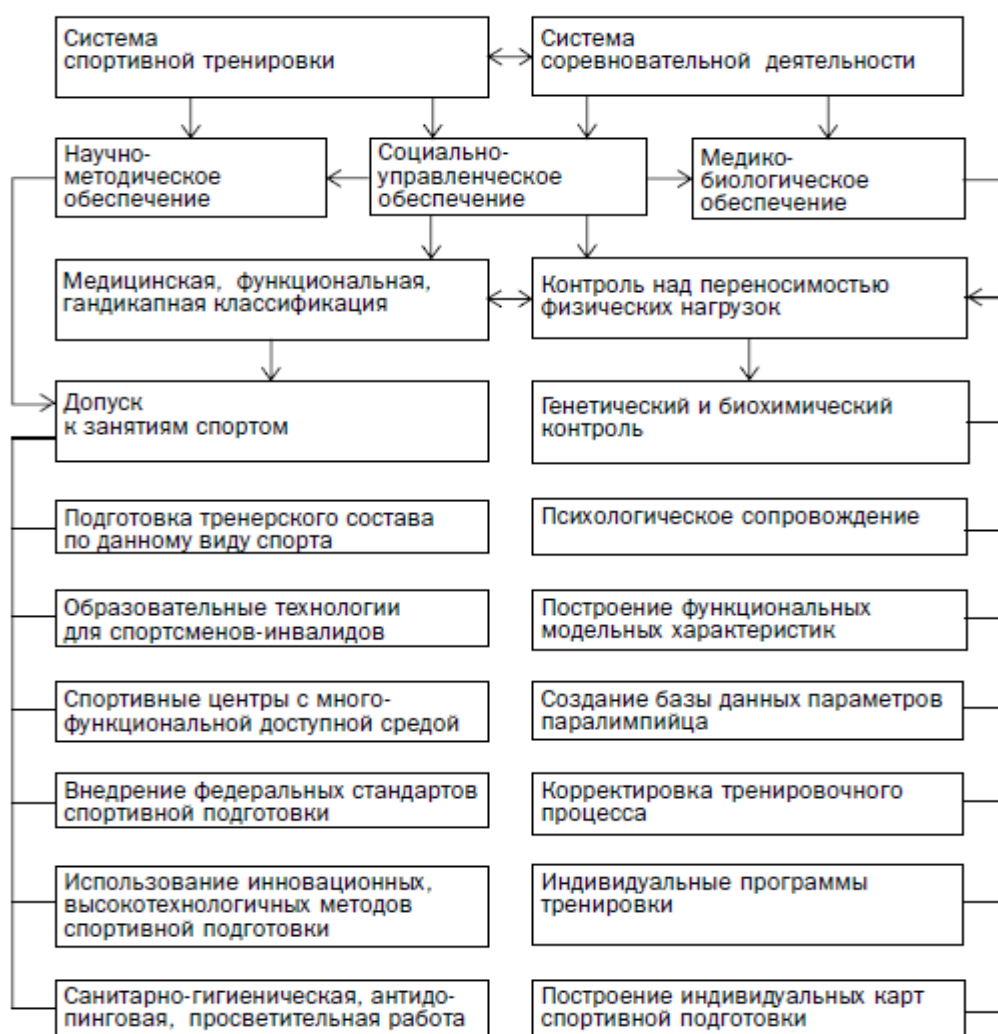 Система
спортивной тренировки
Система
соревновательной деятельности
Научно-
методическое
обеспечение
Социально-
управленческое
обеспечение
Медико-
биологическое
обеспечение
Медицинская, функциональная,
гандикапная классификация
Контроль над переносимостью
физических нагрузок
Допуск
к занятиям спортом
Генетический и биохимический
контроль
Подготовка тренерского состава
по данному виду спорта
Психологическое сопровождение
Образовательные технологии
для спортсменов-инвалидов
Построение функциональных
модельных характеристик
Спортивные центры с много-
функциональной доступной средой
Создание базы данных параметров
паралимпийца
Внедрение федеральных стандартов
спортивной подготовки
Корректировка тренировочного
процесса
Использование инновационных,
высокотехнологичных методов
спортивной подготовки
Индивидуальные программы
тренировки
Санитарно-гигиеническая, антидо-
пинговая, просветительная работа
Построение индивидуальных карт
спортивной подготовки